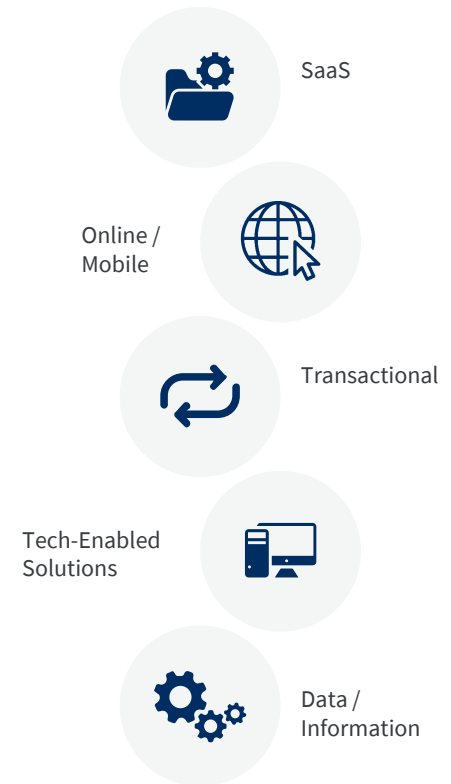 SaaS
Online /
Mobile
Transactional
Tech-Enabled
Solutions
Data /
Information